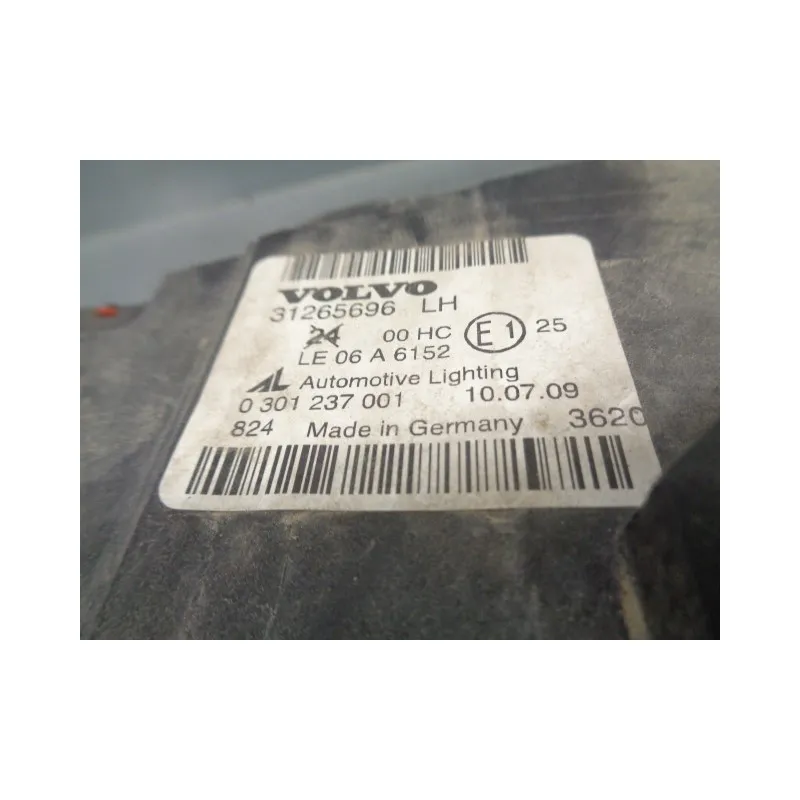 VOLVO
31265696 LH
24 00 HC E1 25
LE 06 A 6152
AL Automotive Lighting
0 301 237 001 10.07.09
824 Made in Germany 3620